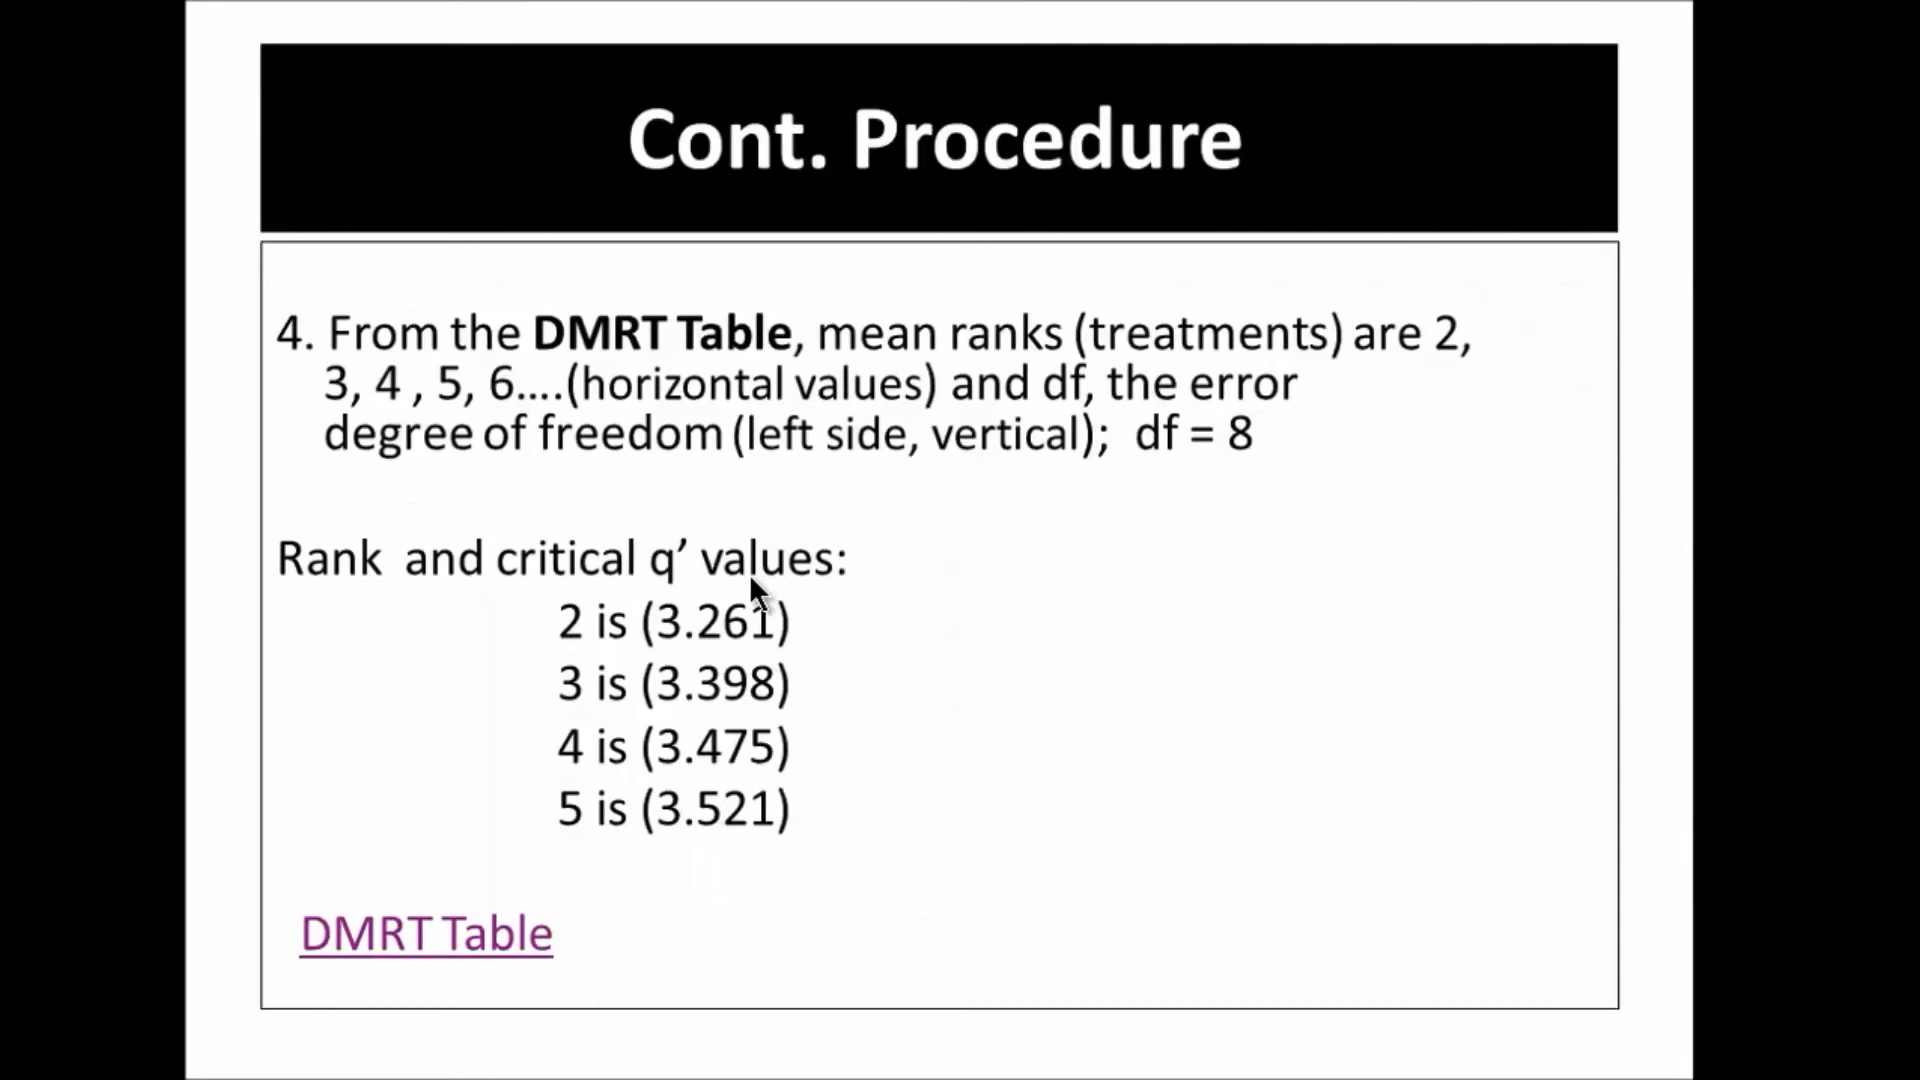 Cont. Procedure
4. From the DMRT Table, mean ranks (treatments) are 2,
3, 4 , 5, 6....(horizontal values) and df, the error
degree of freedom (left side, vertical);  df = 8
Rank  and critical q’ values:
2 is (3.261)
3 is (3.398)
4 is (3.475)
5 is (3.521)
DMRT Table